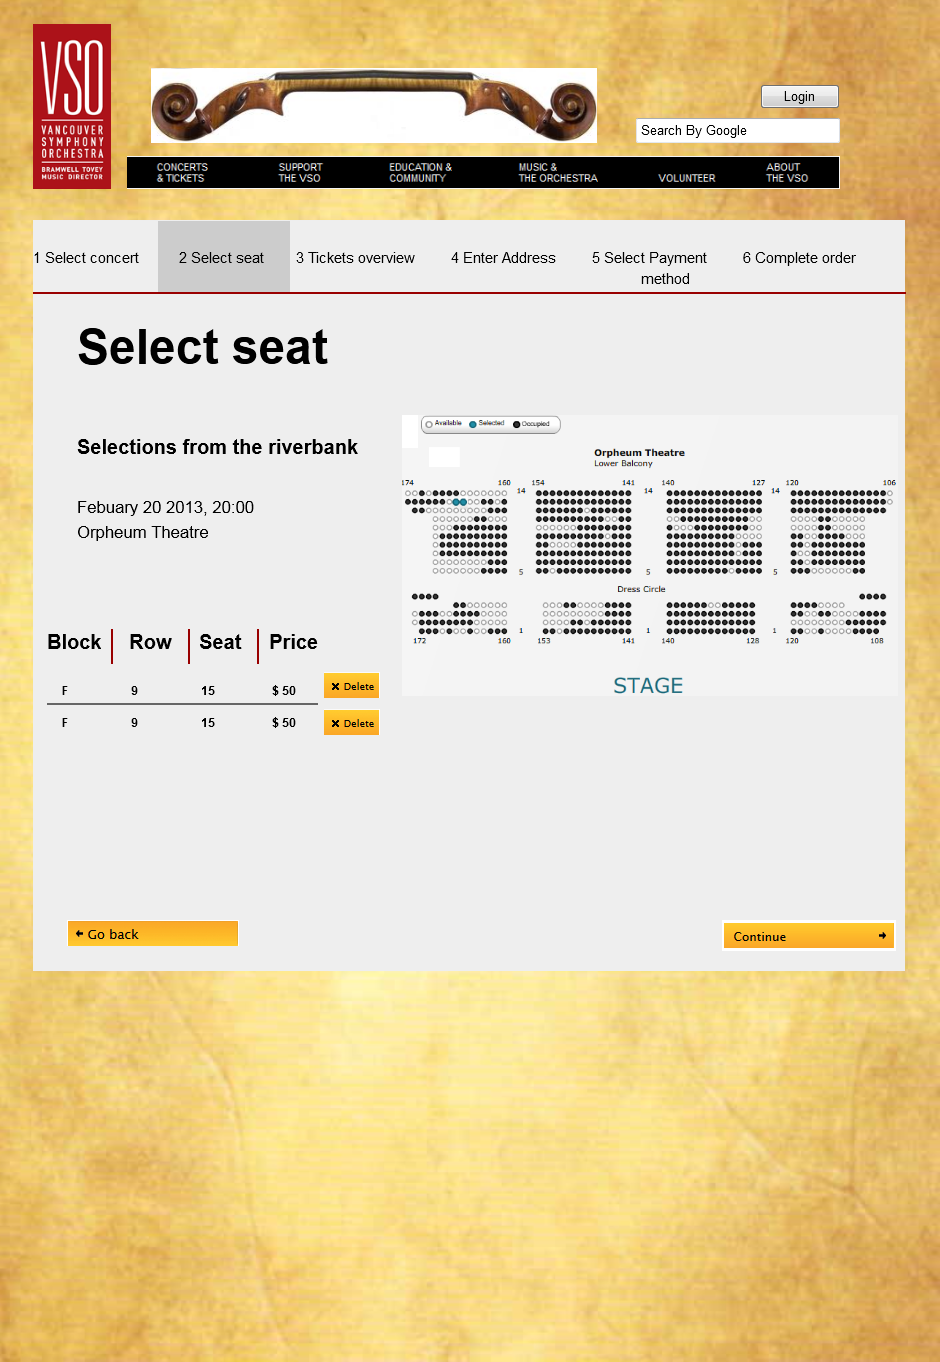 VSO
VANCOUVER
SYMPHONY
ORCHESTRA
BRAMWELL TOVEY
MUSIC DIRECTOR
Login
Search By Google
CONCERTS
& TICKETS
SUPPORT
THE VSO
EDUCATION &
COMMUNITY
MUSIC &
THE ORCHESTRA
VOLUNTEER
ABOUT
THE VSO
1 Select concert
2 Select seat
3 Tickets overview
4 Enter Address
5 Select Payment
method
6 Complete order
Select seat
Selections from the riverbank
Febuary 20 2013, 20:00
Orpheum Theatre
Block Row Seat Price
F 9 15 $ 50 Delete
F 9 15 $ 50 Delete
Available Selected Occupied
Orpheum Theatre
Lower Balcony
174 160 154 141 140 127 120 106
14 14 14
5 5 5
Dress Circle
1 1 1
172 160 153 141 140 128 120 108
STAGE
Go back
Continue